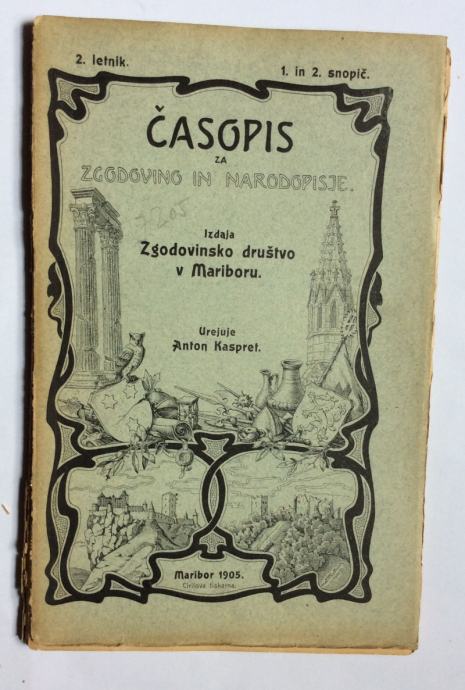 2. letnik.
1. in 2. snopič.
ČASOPIS
ZA
ZGODOVINO IN NARODOPISJE.
Izdaja
Zgodovinsko društvo
v Mariboru.
Urejuje
Anton Kaspret.
Maribor 1905.
Cirilova tiskarna.